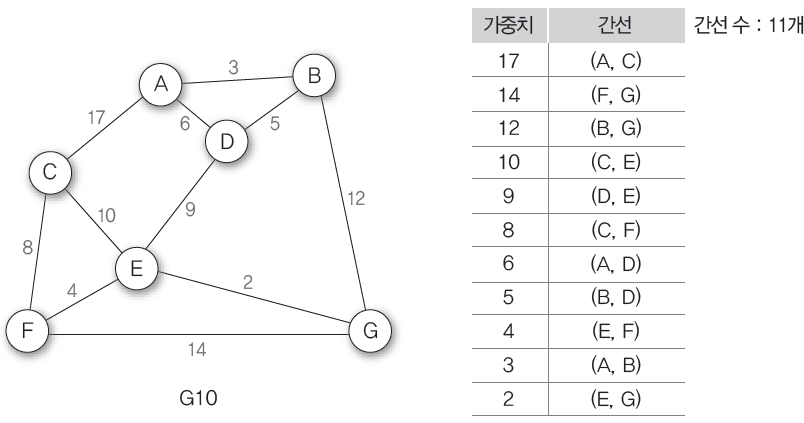 가중치 간선 간선 수 : 11개
17 (A, C)
14 (F, G)
12 (B, G)
10 (C, E)
9 (D, E)
8 (C, F)
6 (A, D)
5 (B, D)
4 (E, F)
3 (A, B)
2 (E, G)
A
3
B
17
6
5
D
C
12
10
9
8
E
4
2
F
G
14
G10